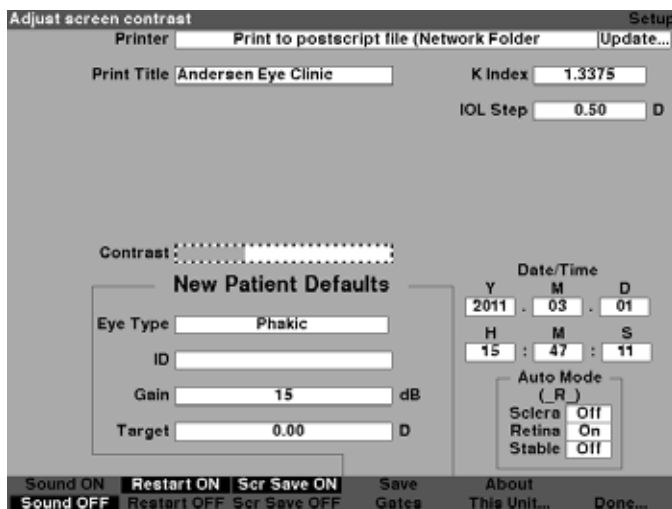 Adjust screen contrast Setup
Printer Print to postscript file (Network Folder Update...
Print Title Andersen Eye Clinic K Index 1.3375
IOL Step 0.50 D
Contrast
Date/Time
New Patient Defaults Y M D
2011 . 03 . 01
Eye Type Phakic H M S
15 : 47 : 11
ID
Auto Mode
Gain 15 dB (_R_)
Sclera Off
Target 0.00 D Retina On
Stable Off
Sound ON Restart ON Scr Save ON Save About
Sound OFF Restart OFF Scr Save OFF Gates This Unit... Done...